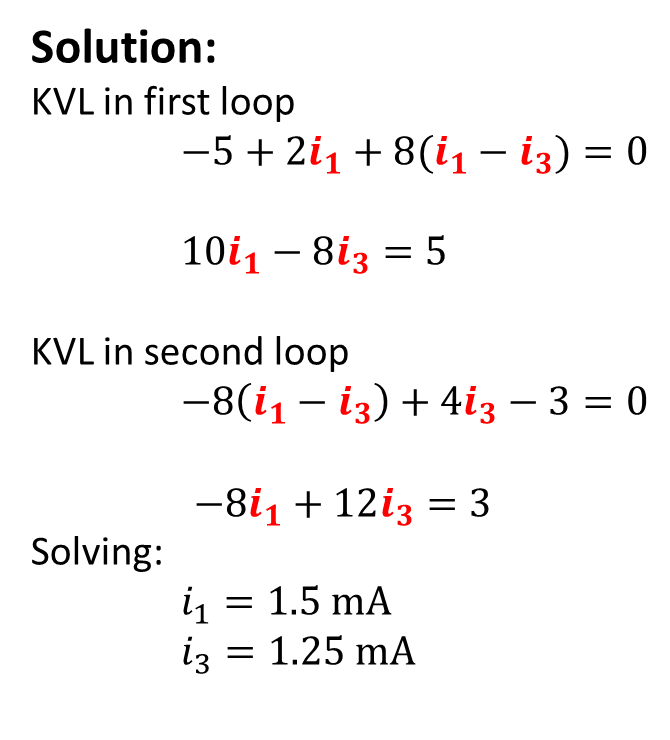 Solution:
KVL in first loop
−5 + 2i₁ + 8(i₁ − i₃) = 0
10i₁ − 8i₃ = 5
KVL in second loop
−8(i₁ − i₃) + 4i₃ − 3 = 0
−8i₁ + 12i₃ = 3
Solving:
i₁ = 1.5 mA
i₃ = 1.25 mA